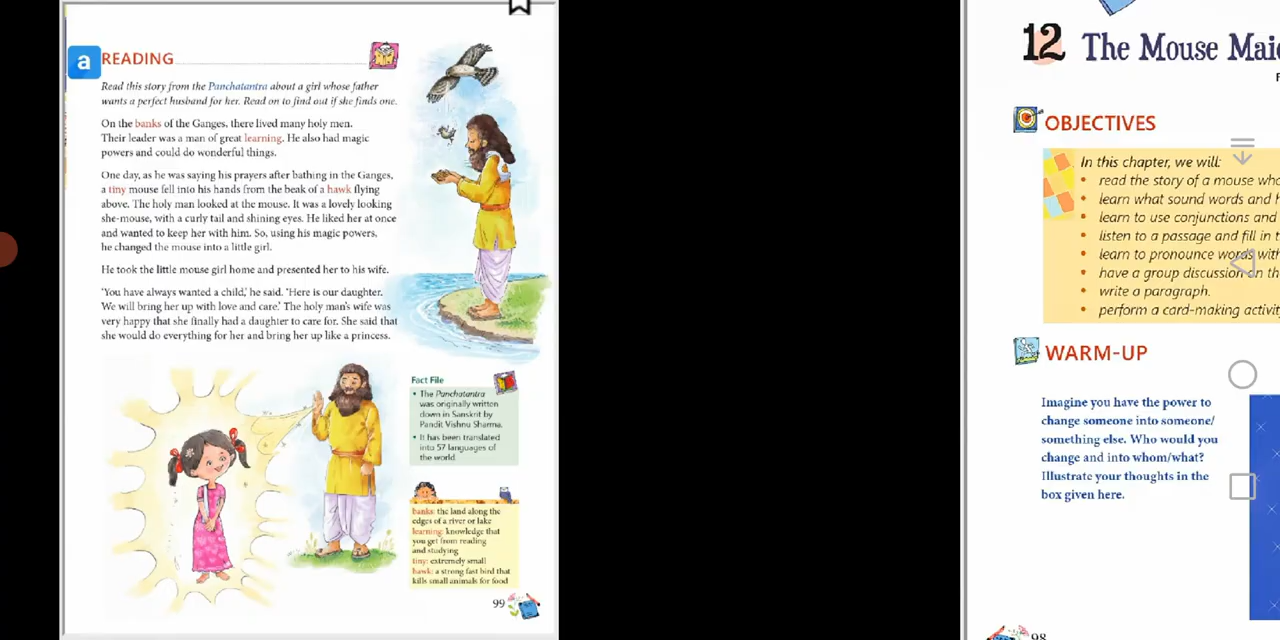 a READING
Read this story from the Panchatantra about a girl whose father
wants a perfect husband for her. Read on to find out if she finds one.
On the banks of the Ganges, there lived many holy men.
Their leader was a man of great learning. He also had magic
powers and could do wonderful things.
One day, as he was saying his prayers after bathing in the Ganges,
a tiny mouse fell into his hands from the beak of a hawk flying
above. The holy man looked at the mouse. It was a lovely looking
she-mouse, with a curly tail and shining eyes. He liked her at once
and wanted to keep her with him. So, using his magic powers,
he changed the mouse into a little girl.
He took the little mouse girl home and presented her to his wife.
‘You have always wanted a child,’ he said. ‘Here is our daughter.
We will bring her up with love and care.’ The holy man’s wife was
very happy that she finally had a daughter to care for. She said that
she would do everything for her and bring her up like a princess.
Fact File
• The Panchatantra
was originally written
down in Sanskrit by
Pandit Vishnu Sharma.
• It has been translated
into 57 languages of
the world.
banks: the land along the
edges of a river or lake
learning: knowledge that
you get from reading
and studying
tiny: extremely small
hawk: a strong fast bird that
kills small animals for food
99
12 The Mouse
OBJECTIVES
In this chapter, we will:
• read the story of a mouse
• learn what sound words and
• learn to use conjunctions and
• listen to a passage and fill in
• learn to pronounce words with
• have a group discussion on
• write a paragraph.
• perform a card-making
WARM-UP
Imagine you have the power to
change someone into someone/
something else. Who would you
change and into whom/what?
Illustrate your thoughts in the
box given here.
98